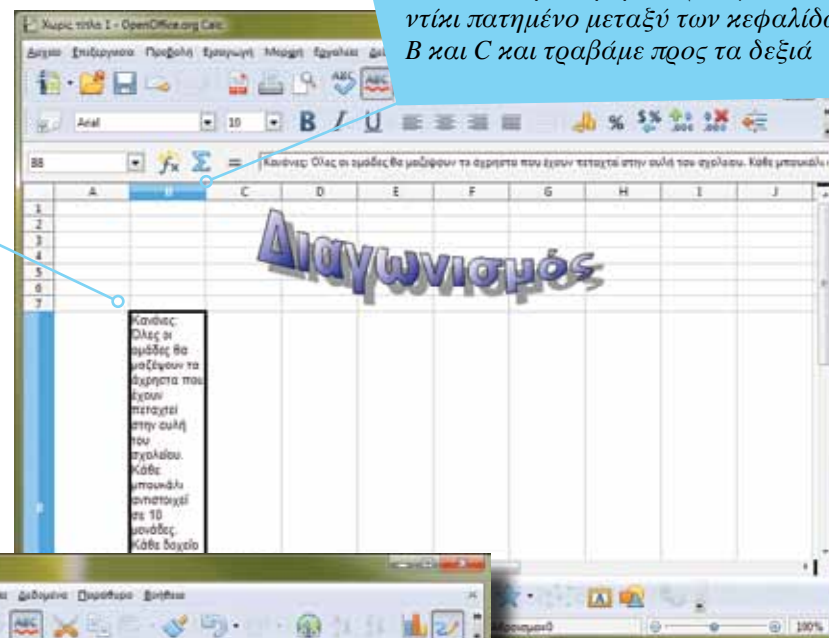 ντίκι πατημένο μεταξύ των κεφαλίδα
B και C και τραβάμε προς τα δεξιά
Χωρίς τίτλο 1 - OpenOffice.org Calc
Αρχείο Επεξεργασία Προβολή Εισαγωγή Μορφή Εργαλεία
Arial 10 B I U
B8 Κανόνες: Όλες οι ομάδες θα μαζέψουν τα άχρηστα που έχουν πεταχτεί στην αυλή του σχολείου. Κάθε μπουκάλι
A B C D E F G H I J
1
2
3
4
5
6
7
Διαγωνισμός
Κανόνες:
Όλες οι
ομάδες θα
μαζέψουν τα
άχρηστα που
έχουν
πεταχτεί
στην αυλή
του
σχολείου.
Κάθε
μπουκάλι
αντιστοιχεί
σε 10
μονάδες.
Κάθε δοχείο
Δεδομένα Παράθυρο Βοήθεια
100%